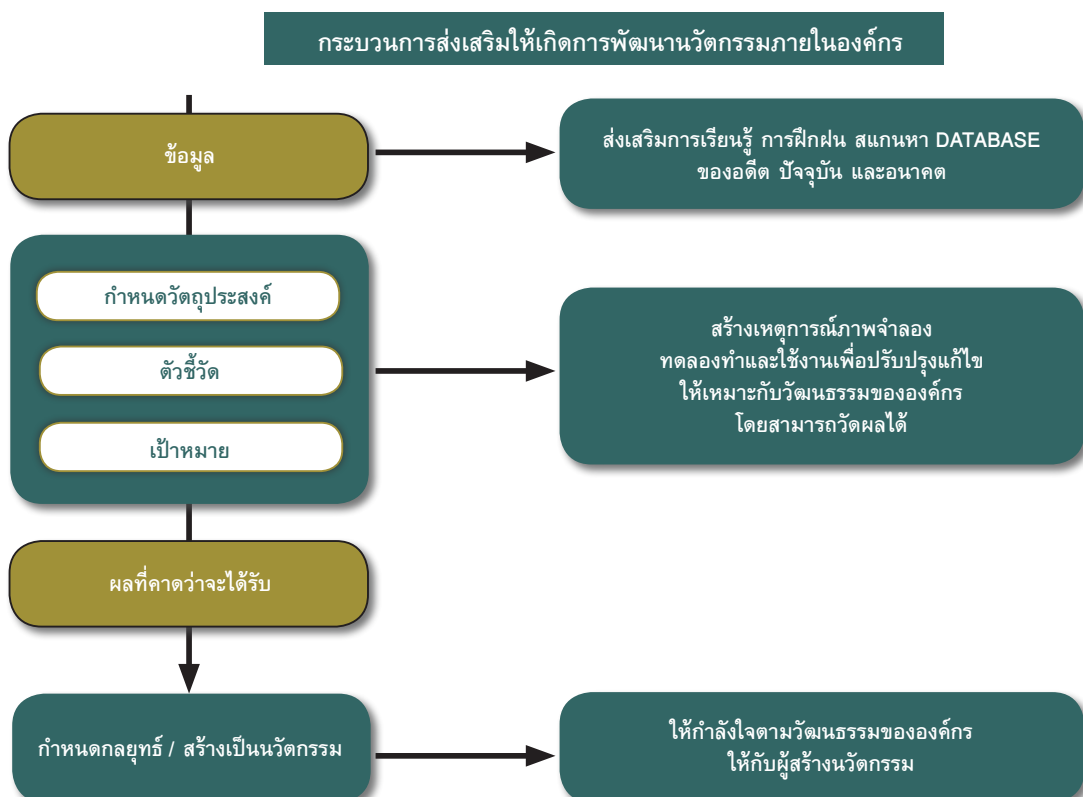 กระบวนการส่งเสริมให้เกิดการพัฒนานวัตกรรมภายในองค์กร
ข้อมูล
ส่งเสริมการเรียนรู้ การฝึกฝน สแกนหา DATABASE
ของอดีต ปัจจุบัน และอนาคต
กำหนดวัตถุประสงค์
ตัวชี้วัด
เป้าหมาย
สร้างเหตุการณ์ภาพจำลอง
ทดลองทำและใช้งานเพื่อปรับปรุงแก้ไข
ให้เหมาะกับวัฒนธรรมขององค์กร
โดยสามารถวัดผลได้
ผลที่คาดว่าจะได้รับ
กำหนดกลยุทธ์ / สร้างเป็นนวัตกรรม
ให้กำลังใจตามวัฒนธรรมขององค์กร
ให้กับผู้สร้างนวัตกรรม